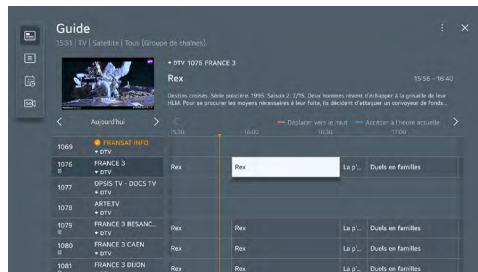 Guide
15:51 | TV | Satellite | Tous (Groupe de chaînes)
DTV 1076 FRANCE 3
Rex
15:56 - 16:40
Destins croisés. Série policière. 1995. Saison 2. 2/15. Deux hommes rêvent d'échapper à la grisaille de leur
HLM. Pour se procurer les moyens nécessaires à leur fuite, ils décident d'attaquer un convoyeur de fonds...
Aujourd'hui
Déplacer vers le haut
Accéder à l'heure actuelle
15:30 16:00 16:30 17:00
1069 FRANSAT INFO
DTV
1076 FRANCE 3 Rex Rex La p'... Duels en familles
DTV
1077 OPSIS TV - DOCS TV
DTV
1078 ARTE.TV
DTV
1079 FRANCE 3 BESANC... Rex Rex La p'... Duels en familles
DTV
1080 FRANCE 3 CAEN Rex Rex La p'... Duels en familles
DTV
1081 FRANCE 3 DIJON Rex Rex La p'... Duels en familles